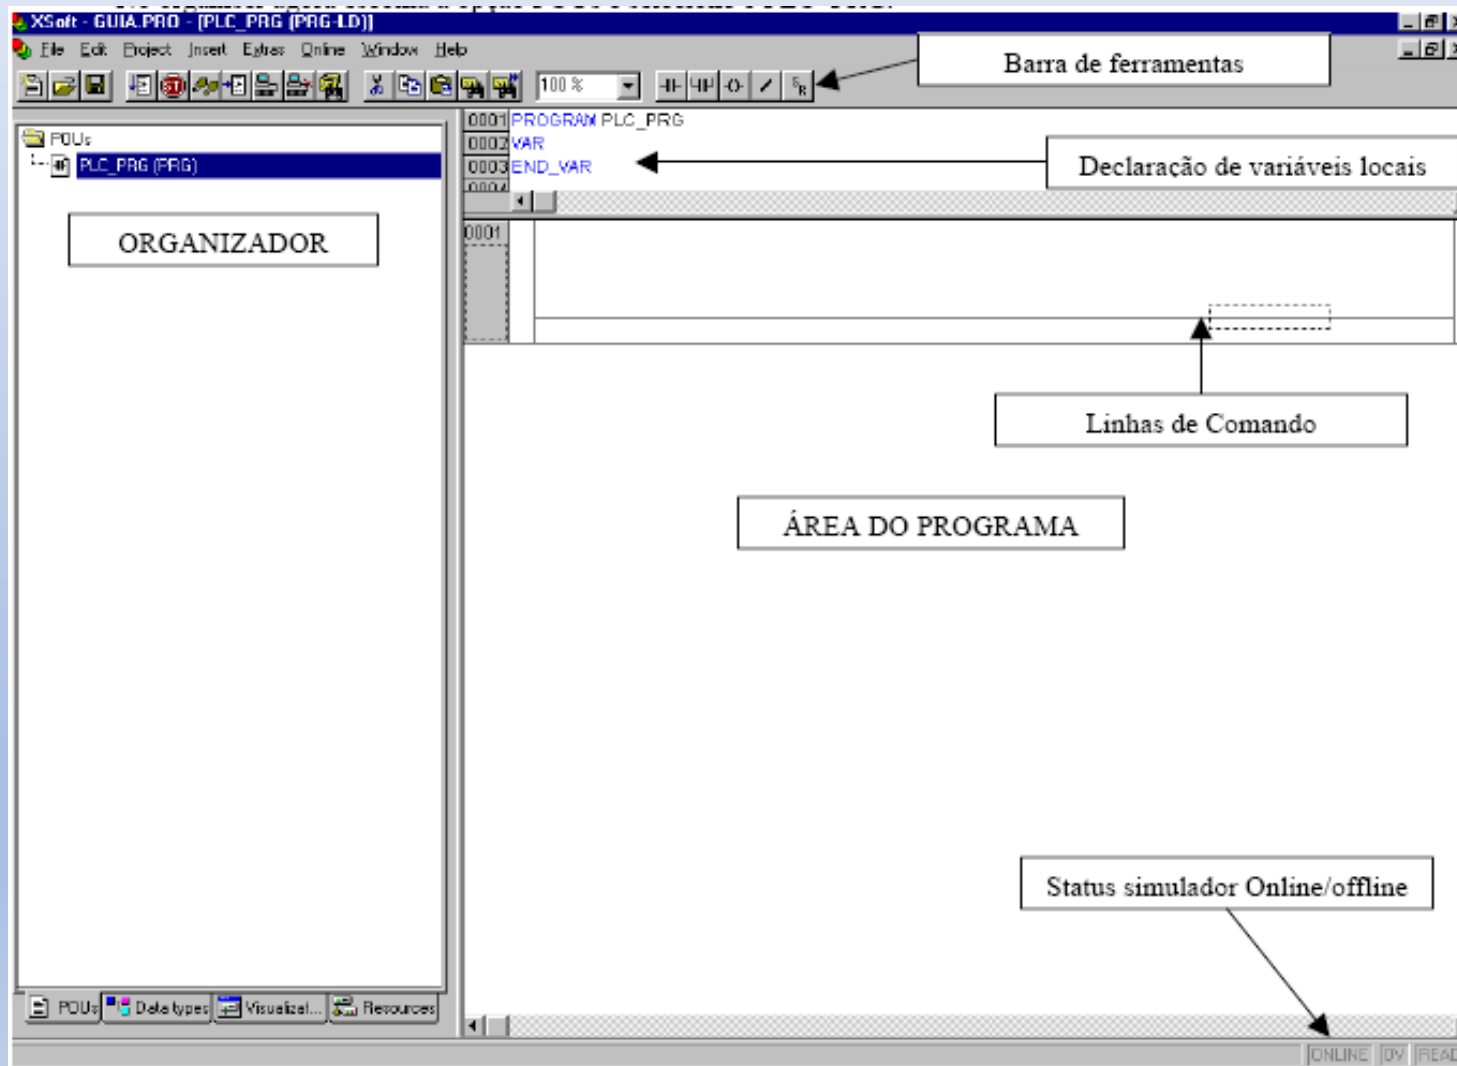 XSoft - GUIA.PRO - [PLC_PRG (PRG-LD)]
File Edit Project Insert Extras Online Window Help
100 %
Barra de ferramentas
POUs
PLC_PRG (PRG)
ORGANIZADOR
0001 PROGRAM PLC_PRG
0002 VAR
0003 END_VAR
0004
Declaração de variáveis locais
0001
Linhas de Comando
ÁREA DO PROGRAMA
Status simulador Online/offline
POUs Data types Visualizat... Resources
ONLINE OV READ